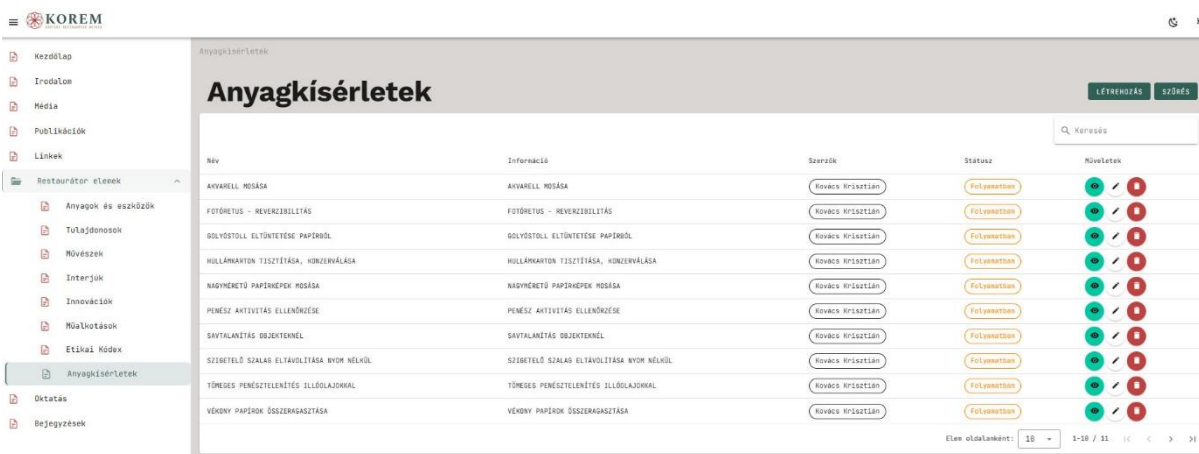 KOREM
Anyagkísérletek
Kezdőlap
Irodalom
Média
Publikációk
Linkek
Restaurátor elemek
Anyagok és eszközök
Tulajdonosok
Művészek
Interjúk
Innovációk
Műalkotások
Etikai Kódex
Anyagkísérletek
Oktatás
Bejegyzések
Anyagkísérletek
LÉTREHOZÁS SZŰRÉS
Keresés
Név Információ Szerzők Státusz Műveletek
AKVARELL MOSÁSA AKVARELL MOSÁSA Kovács Krisztián Folyamatban
FOTÓRETUS - REVERZIBILITÁS FOTÓRETUS - REVERZIBILITÁS Kovács Krisztián Folyamatban
GOLYÓSTOLL ELTÜNTETÉSE PAPÍRBÓL GOLYÓSTOLL ELTÜNTETÉSE PAPÍRBÓL Kovács Krisztián Folyamatban
HULLÁMKARTON TISZTÍTÁSA, KONZERVÁLÁSA HULLÁMKARTON TISZTÍTÁSA, KONZERVÁLÁSA Kovács Krisztián Folyamatban
NAGYMÉRETŰ PAPÍRKÉPEK MOSÁSA NAGYMÉRETŰ PAPÍRKÉPEK MOSÁSA Kovács Krisztián Folyamatban
PENÉSZ AKTIVITÁS ELLENŐRZÉSE PENÉSZ AKTIVITÁS ELLENŐRZÉSE Kovács Krisztián Folyamatban
SAVTALANÍTÁS OBJEKTEKNÉL SAVTALANÍTÁS OBJEKTEKNÉL Kovács Krisztián Folyamatban
SZIGETELŐ SZALAG ELTÁVOLÍTÁSA NYOM NÉLKÜL SZIGETELŐ SZALAG ELTÁVOLÍTÁSA NYOM NÉLKÜL Kovács Krisztián Folyamatban
TÖMEGES PENÉSZTELENÍTÉS ILLÓOLAJOKKAL TÖMEGES PENÉSZTELENÍTÉS ILLÓOLAJOKKAL Kovács Krisztián Folyamatban
VÉKONY PAPÍROK ÖSSZERAGASZTÁSA VÉKONY PAPÍROK ÖSSZERAGASZTÁSA Kovács Krisztián Folyamatban
Elem oldalanként: 10 1-10 / 11